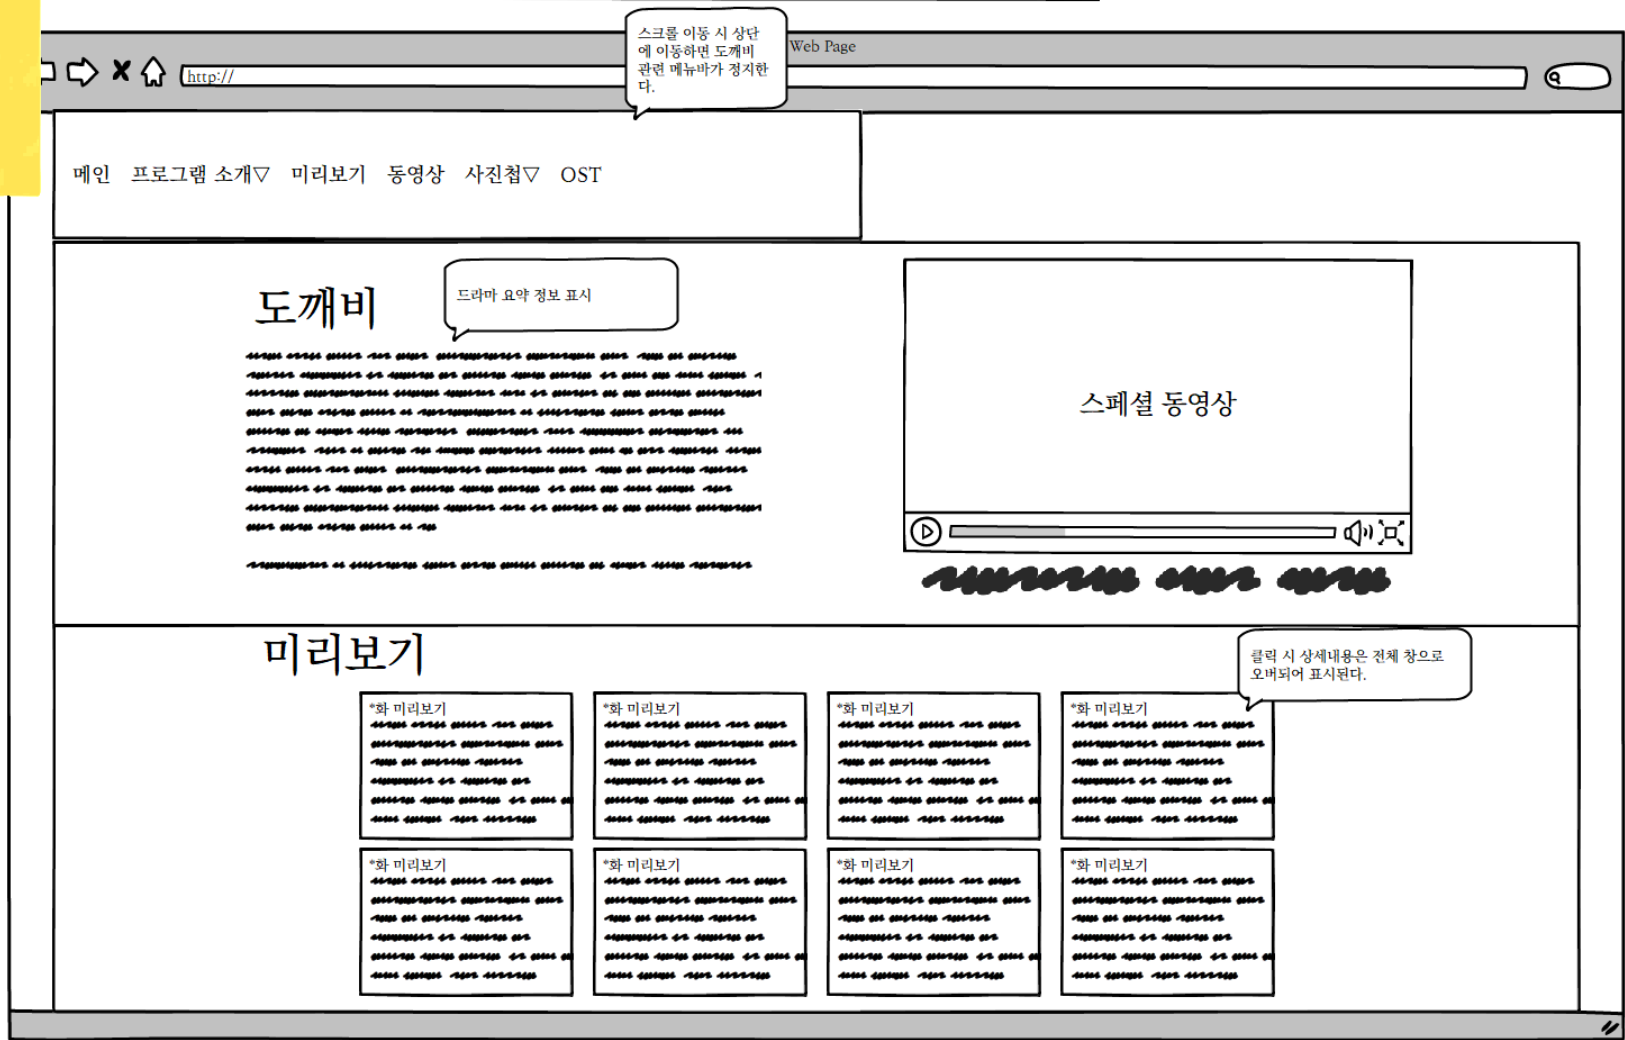 스크롤 이동 시 상단
에 이동하면 도깨비
관련 메뉴바가 정지한
다.
Web Page
http://
메인 프로그램 소개▽ 미리보기 동영상 사진첩▽ OST
도깨비
드라마 요약 정보 표시
스페셜 동영상
미리보기
클릭 시 상세내용은 전체 창으로
오버되어 표시된다.
*화 미리보기
*화 미리보기
*화 미리보기
*화 미리보기
*화 미리보기
*화 미리보기
*화 미리보기
*화 미리보기